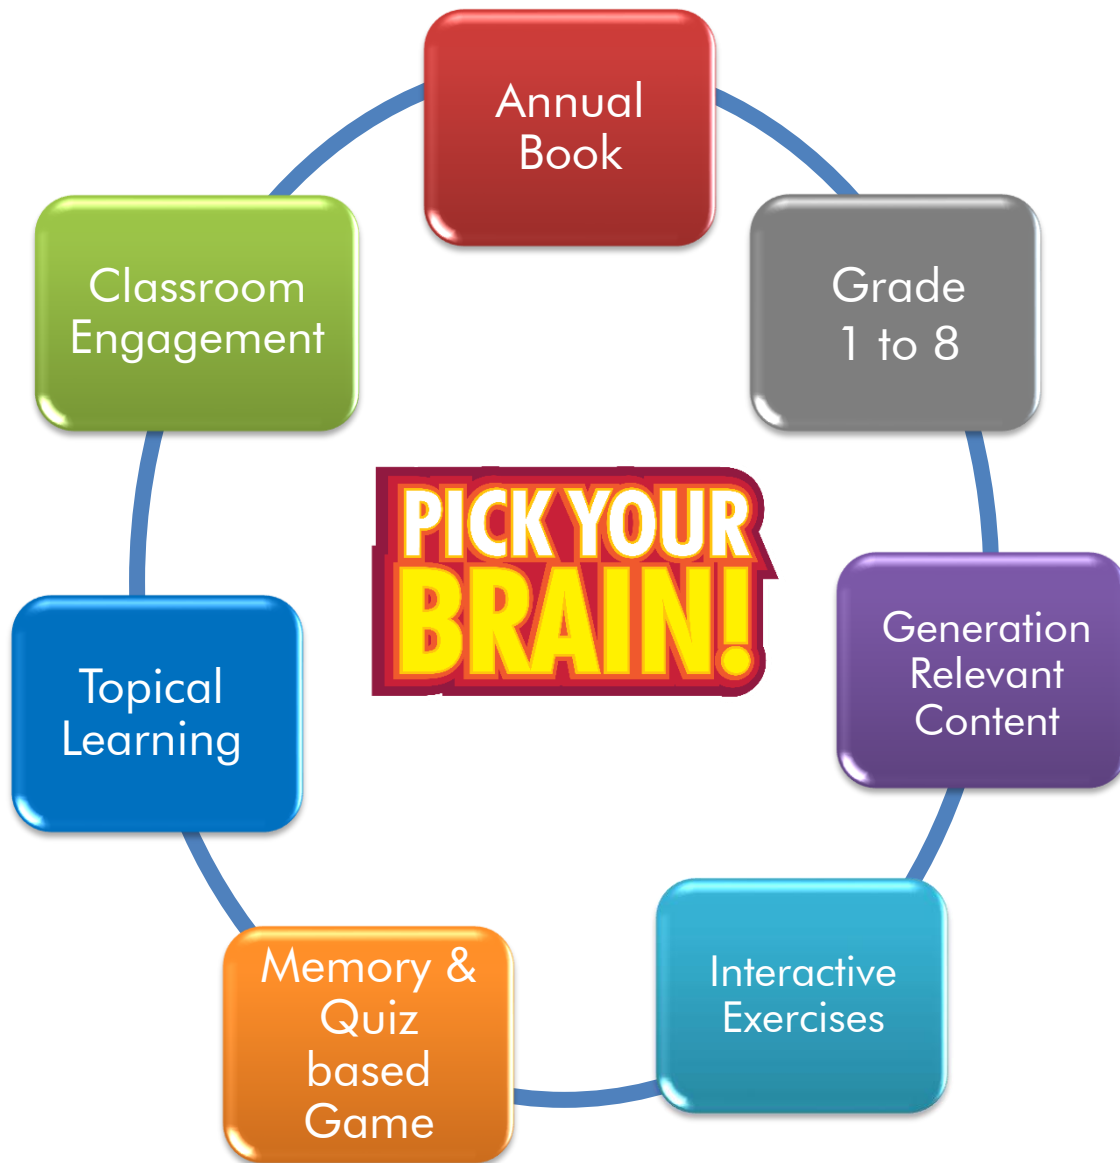 Annual
Book
Grade
1 to 8
Generation
Relevant
Content
Interactive
Exercises
Memory &
Quiz
based
Game
Topical
Learning
Classroom
Engagement
PICK YOUR
BRAIN!